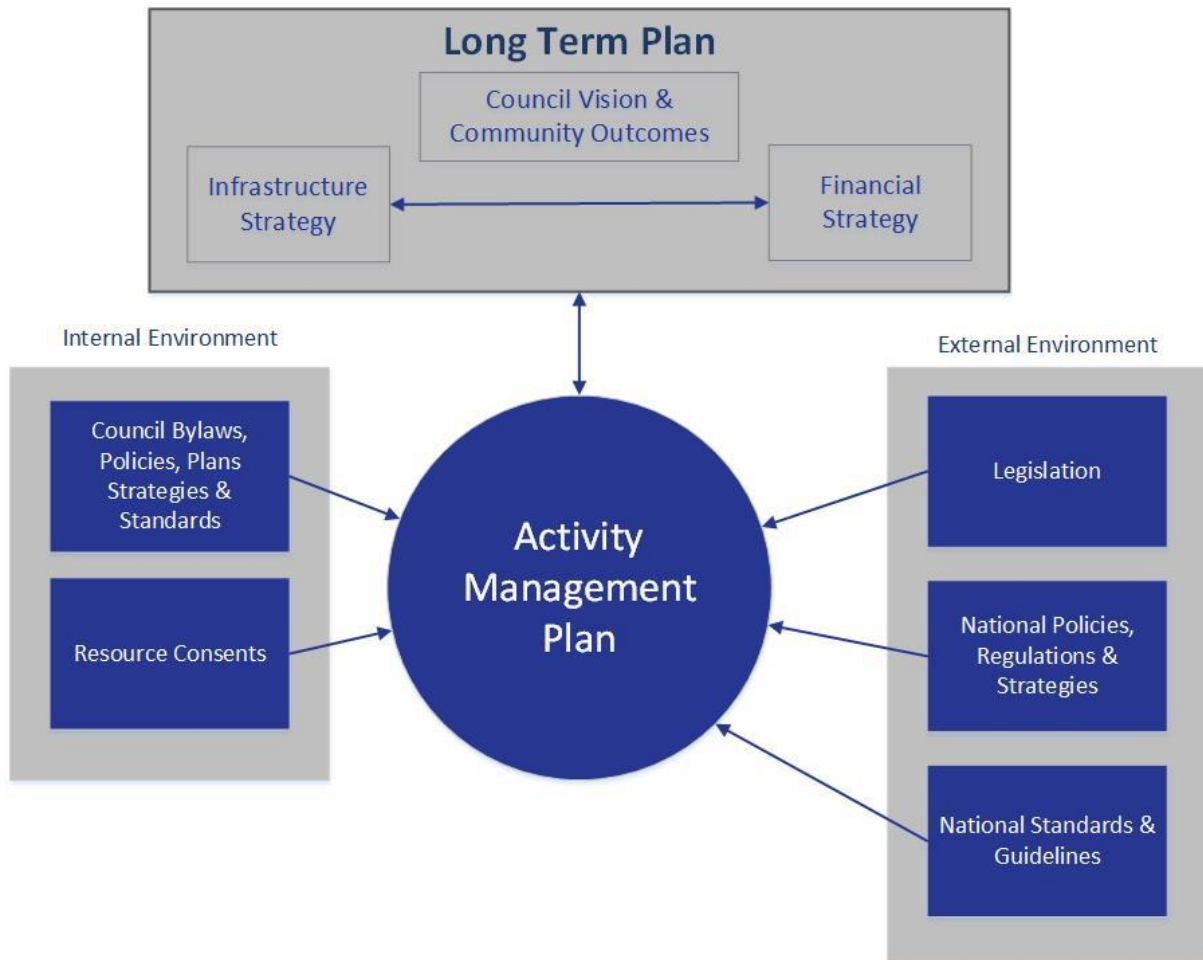 Long Term Plan
Council Vision &
Community Outcomes
Infrastructure
Strategy
Financial
Strategy
Internal Environment
External Environment
Council Bylaws,
Policies, Plans
Strategies &
Standards
Resource Consents
Activity
Management
Plan
Legislation
National Policies,
Regulations &
Strategies
National Standards &
Guidelines